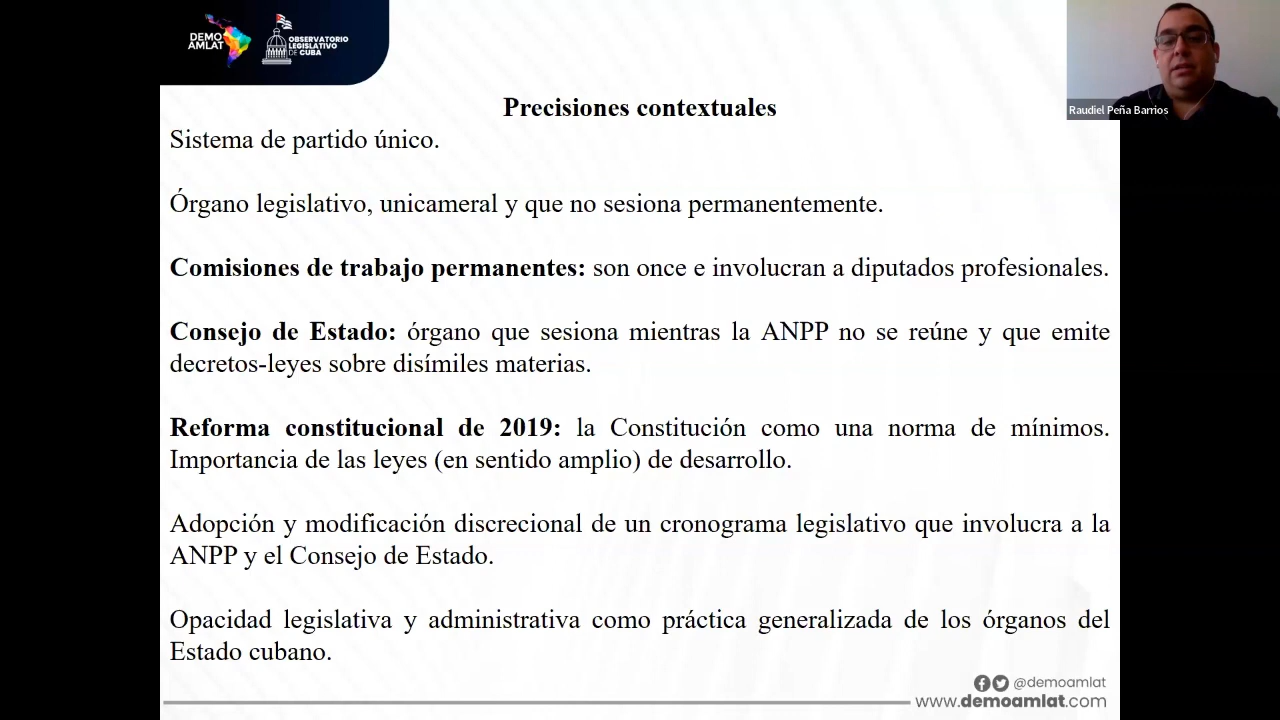 DEMO
AMLAT
OBSERVATORIO
LEGISLATIVO
DE CUBA
Raudiel Peña Barrios
Precisiones contextuales
Sistema de partido único.
Órgano legislativo, unicameral y que no sesiona permanentemente.
Comisiones de trabajo permanentes: son once e involucran a diputados profesionales.
Consejo de Estado: órgano que sesiona mientras la ANPP no se reúne y que emite
decretos-leyes sobre disímiles materias.
Reforma constitucional de 2019: la Constitución como una norma de mínimos.
Importancia de las leyes (en sentido amplio) de desarrollo.
Adopción y modificación discrecional de un cronograma legislativo que involucra a la
ANPP y el Consejo de Estado.
Opacidad legislativa y administrativa como práctica generalizada de los órganos del
Estado cubano.
@demoamlat
www.demoamlat.com